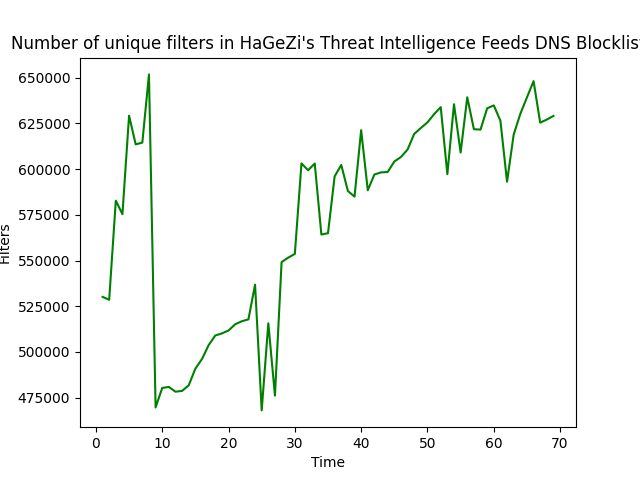 Number of unique filters in HaGeZi's Threat Intelligence Feeds DNS Blocklist
650000
625000
600000
575000
550000
525000
500000
475000
Filters
0 10 20 30 40 50 60 70
Time